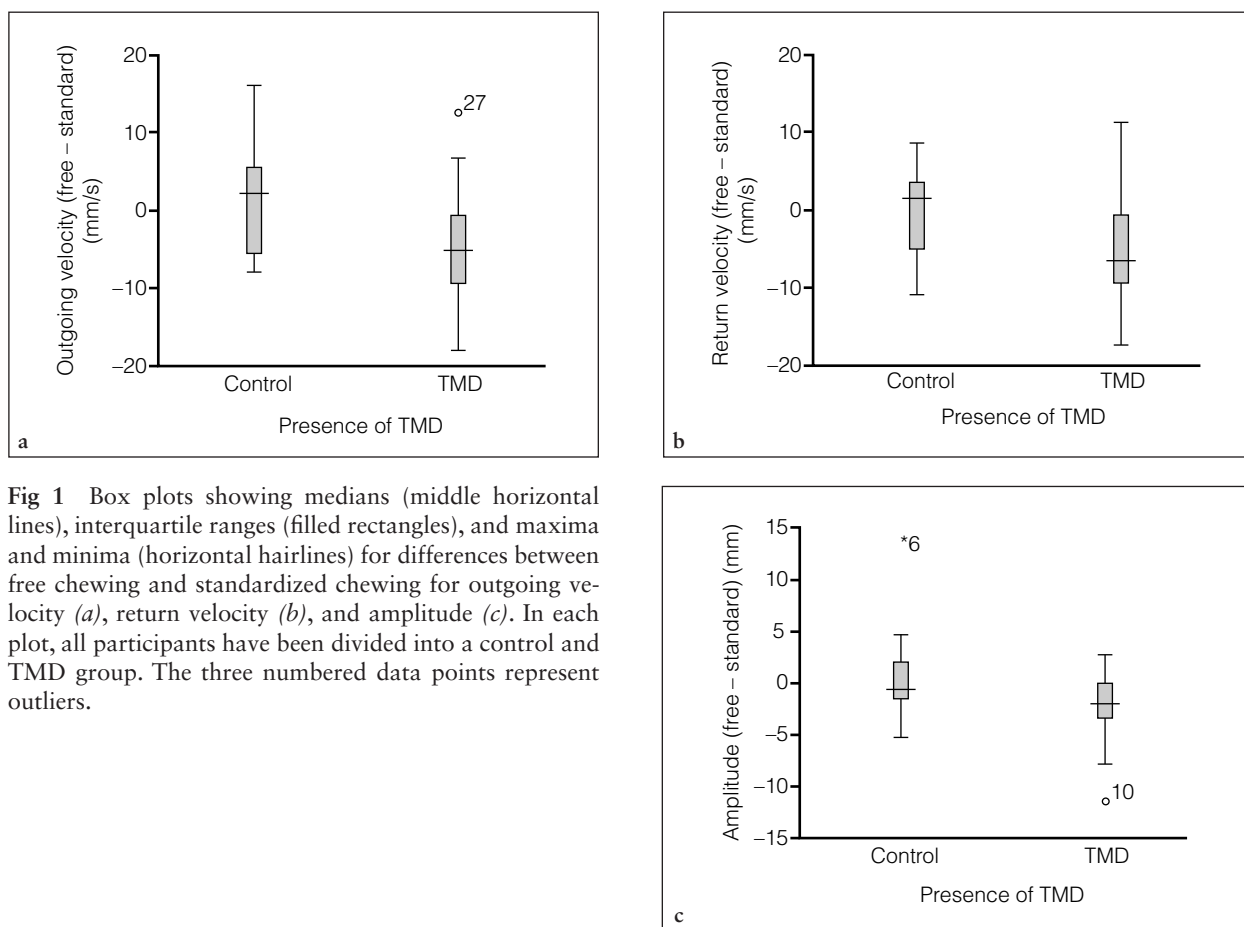 Outgoing velocity (free – standard)
(mm/s)
20
10
0
–10
–20
27
Control
TMD
Presence of TMD
a
Return velocity (free – standard)
(mm/s)
20
10
0
–10
–20
Control
TMD
Presence of TMD
b
Fig 1 Box plots showing medians (middle horizontal
lines), interquartile ranges (filled rectangles), and maxima
and minima (horizontal hairlines) for differences between
free chewing and standardized chewing for outgoing ve-
locity (a), return velocity (b), and amplitude (c). In each
plot, all participants have been divided into a control and
TMD group. The three numbered data points represent
outliers.
Amplitude (free – standard) (mm)
15
10
5
0
–5
–10
–15
*6
10
Control
TMD
Presence of TMD
c